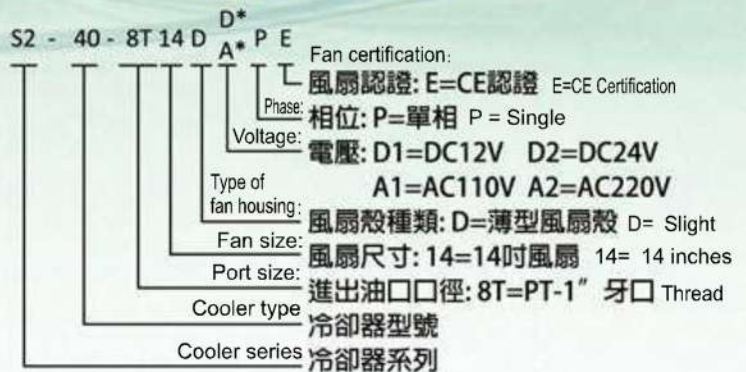 D*
S2 - 40 - 8T 14 D A* P E
Fan certification:
風扇認證: E=CE認證 E=CE Certification
Phase: 相位: P=單相 P = Single
Voltage: 電壓: D1=DC12V D2=DC24V
A1=AC110V A2=AC220V
Type of
fan housing: 風扇殼種類: D=薄型風扇殼 D= Slight
Fan size: 風扇尺寸: 14=14吋風扇 14= 14 inches
Port size: 進出油口口徑: 8T=PT-1" 牙口 Thread
Cooler type 冷卻器型號
Cooler series 冷卻器系列